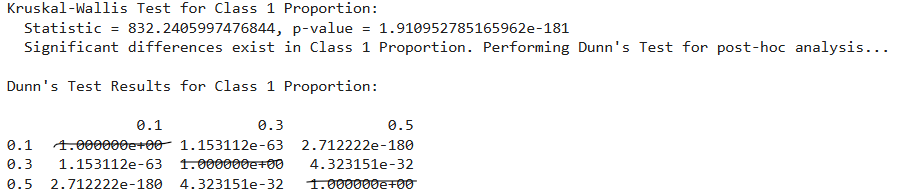 Kruskal-Wallis Test for Class 1 Proportion:
Statistic = 832.2405997476844, p-value = 1.910952785165962e-181
Significant differences exist in Class 1 Proportion. Performing Dunn's Test for post-hoc analysis...
Dunn's Test Results for Class 1 Proportion:
0.1 0.3 0.5
0.1 1.000000e+00 1.153112e-63 2.712222e-180
0.3 1.153112e-63 1.000000e+00 4.323151e-32
0.5 2.712222e-180 4.323151e-32 1.000000e+00